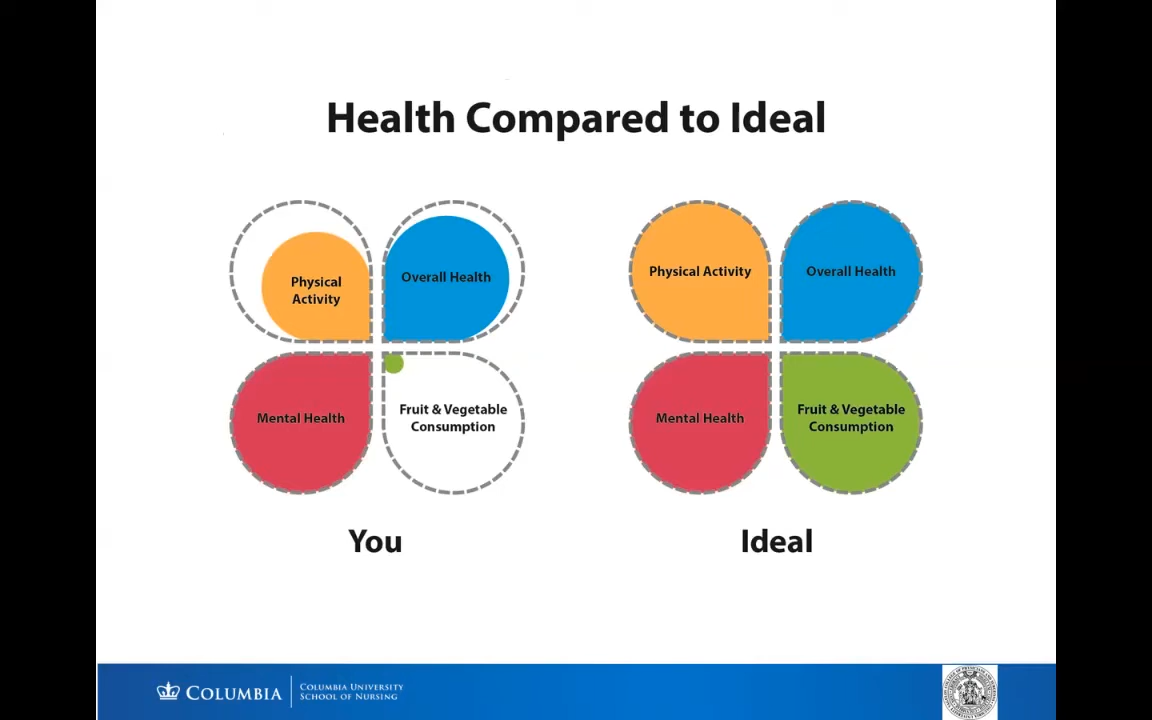 Health Compared to Ideal
Physical
Activity
Overall Health
Mental Health
Fruit & Vegetable
Consumption
You
Physical Activity
Overall Health
Mental Health
Fruit & Vegetable
Consumption
Ideal
COLUMBIA
COLUMBIA UNIVERSITY
SCHOOL OF NURSING